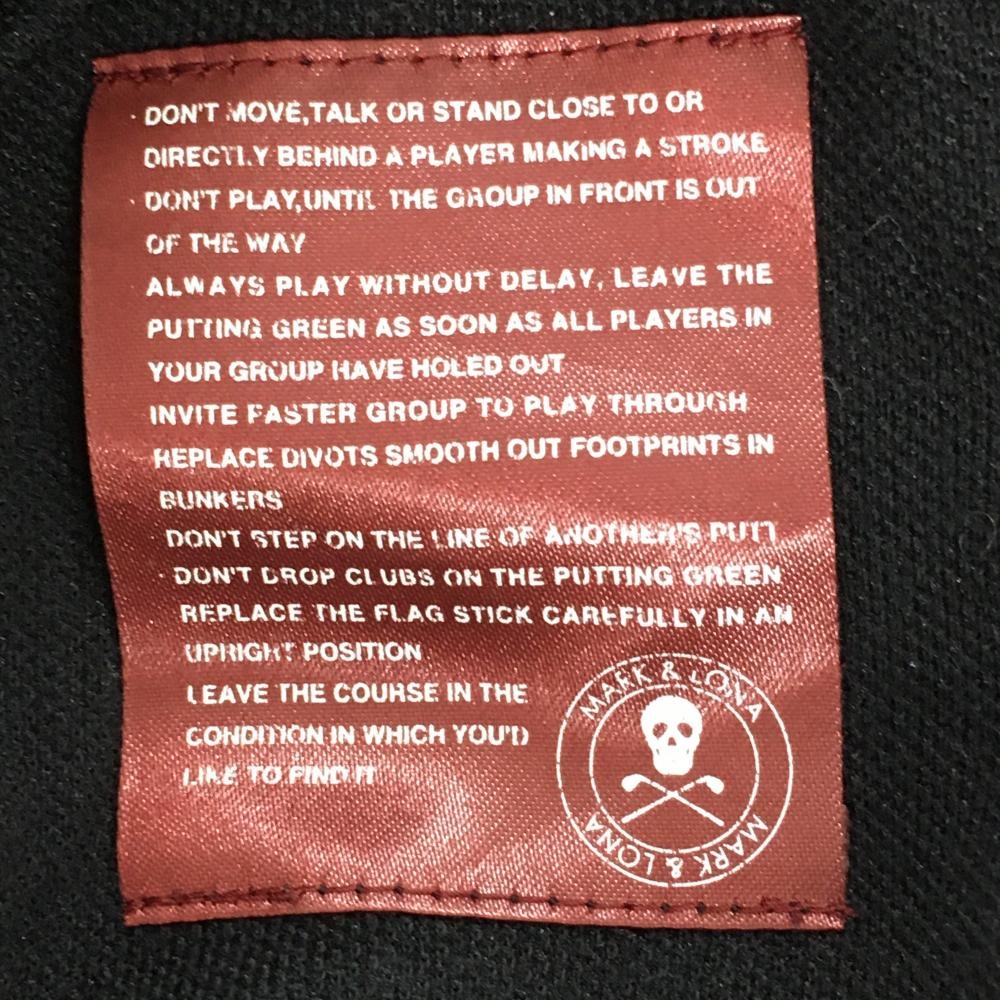 · DON'T MOVE,TALK OR STAND CLOSE TO OR
DIRECTLY BEHIND A PLAYER MAKING A STROKE
· DON'T PLAY,UNTIL THE GROUP IN FRONT IS OUT
OF THE WAY
ALWAYS PLAY WITHOUT DELAY, LEAVE THE
PUTTING GREEN AS SOON AS ALL PLAYERS IN
YOUR GROUP HAVE HOLED OUT
INVITE FASTER GROUP TO PLAY THROUGH
REPLACE DIVOTS SMOOTH OUT FOOTPRINTS IN
BUNKERS
DON'T STEP ON THE LINE OF ANOTHER'S PUTT
· DON'T DROP CLUBS ON THE PUTTING GREEN
REPLACE THE FLAG STICK CAREFULLY IN AN
UPRIGHT POSITION
LEAVE THE COURSE IN THE
CONDITION IN WHICH YOU'D
LIKE TO FIND IT
MARK & LONA
MARK & LONA